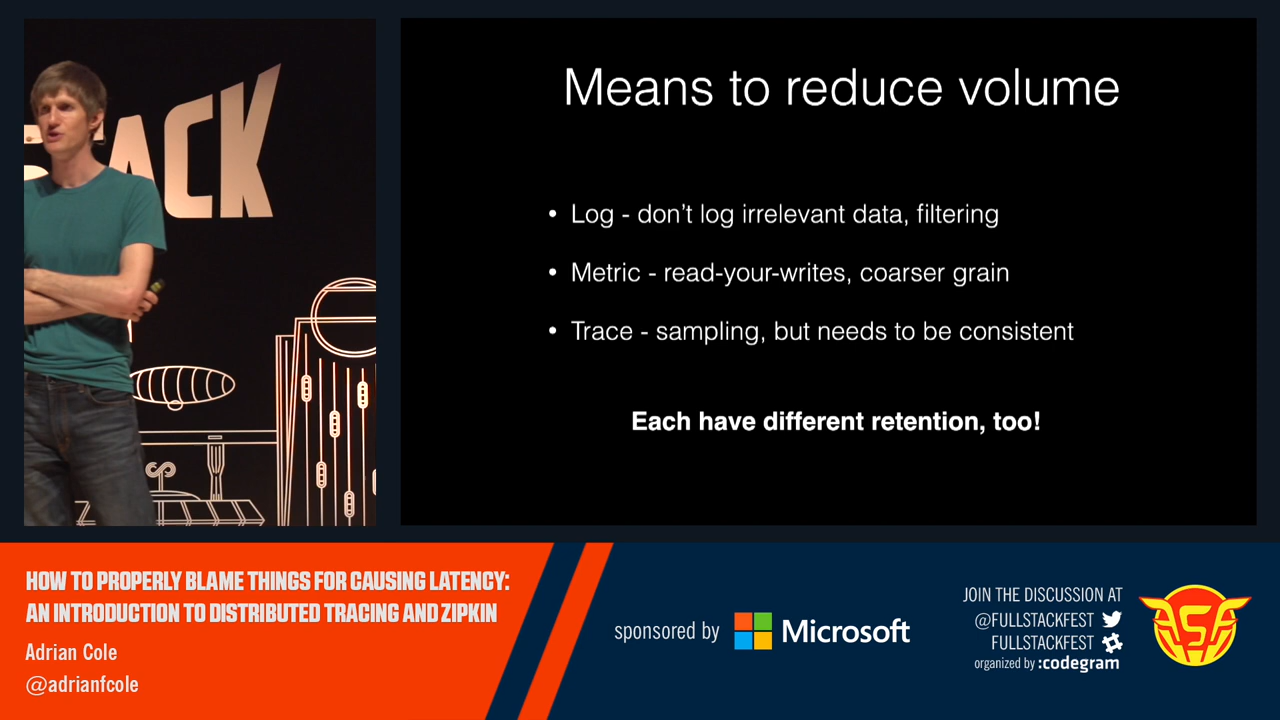 ACK
Means to reduce volume
• Log - don't log irrelevant data, filtering
• Metric - read-your-writes, coarser grain
• Trace - sampling, but needs to be consistent
Each have different retention, too!
HOW TO PROPERLY BLAME THINGS FOR CAUSING LATENCY:
AN INTRODUCTION TO DISTRIBUTED TRACING AND ZIPKIN
Adrian Cole
@adrianfcole
sponsored by Microsoft
JOIN THE DISCUSSION AT
@FULLSTACKFEST
FULLSTACKFEST
organized by :codegram
FSF